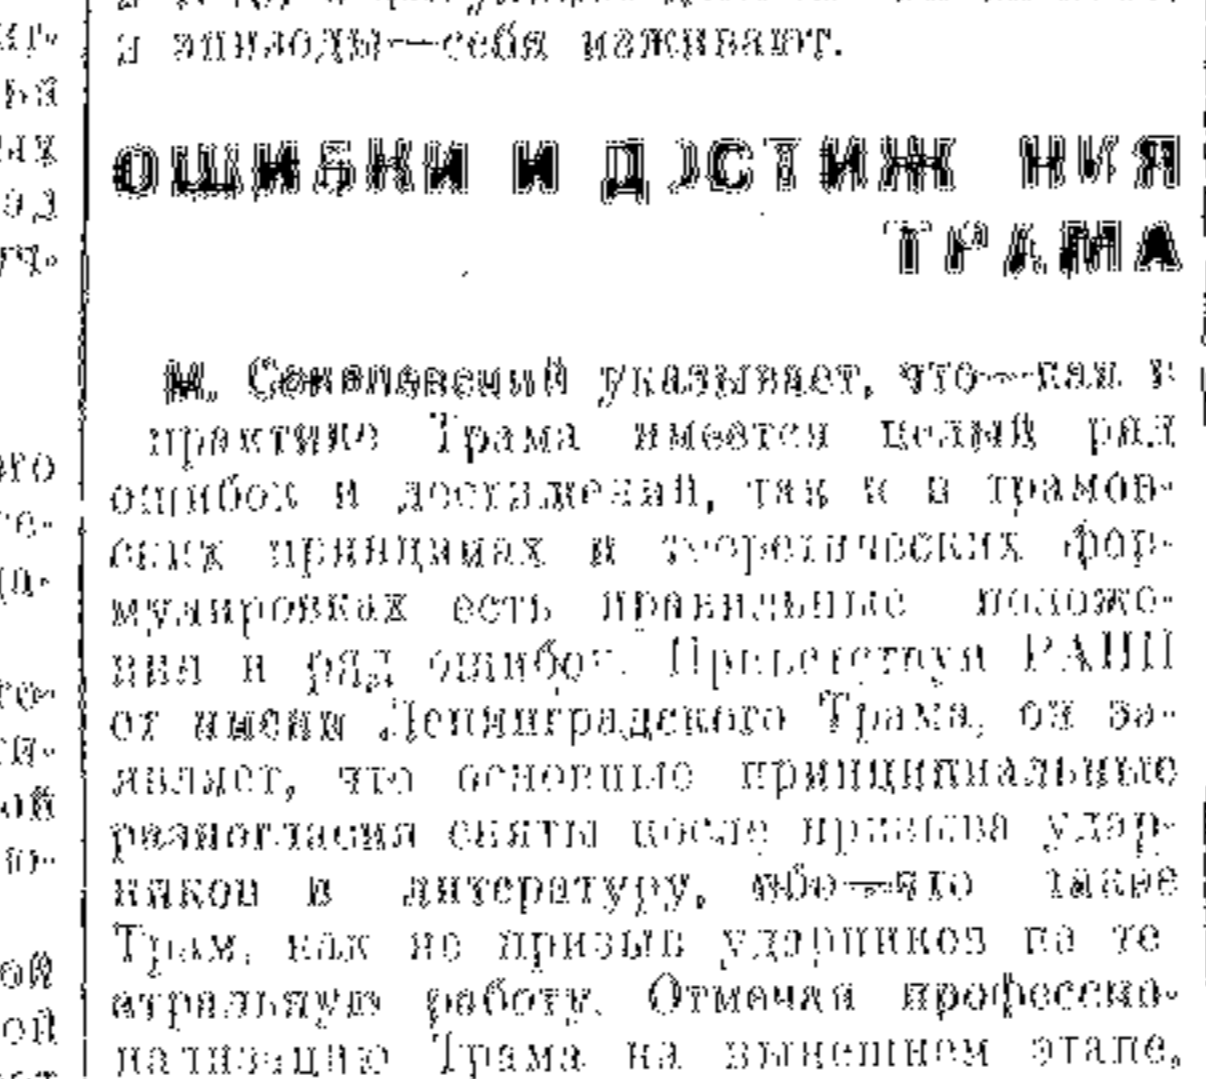 и эпизоды—себя изживают.
ОШИБКИ И ДОСТИЖЕНИЯ
ТРАМА
М. Соколовский указывает, что—как в
практике Трама имеется целый ряд
ошибок и достижений, так и в трамов-
ских принципах и теоретических фор-
мулировках есть правильные положе-
ния и ряд ошибок. Приветствуя РАПП
от имени Ленинградского Трама, он за-
являет, что основные принципиальные
разногласия сняты после призыва удар-
ников в литературу, ибо—что такое
Трам, как не призыв ударников на те
атральную работу. Отмечая профессио-
нализацию Трама на нынешнем этапе,